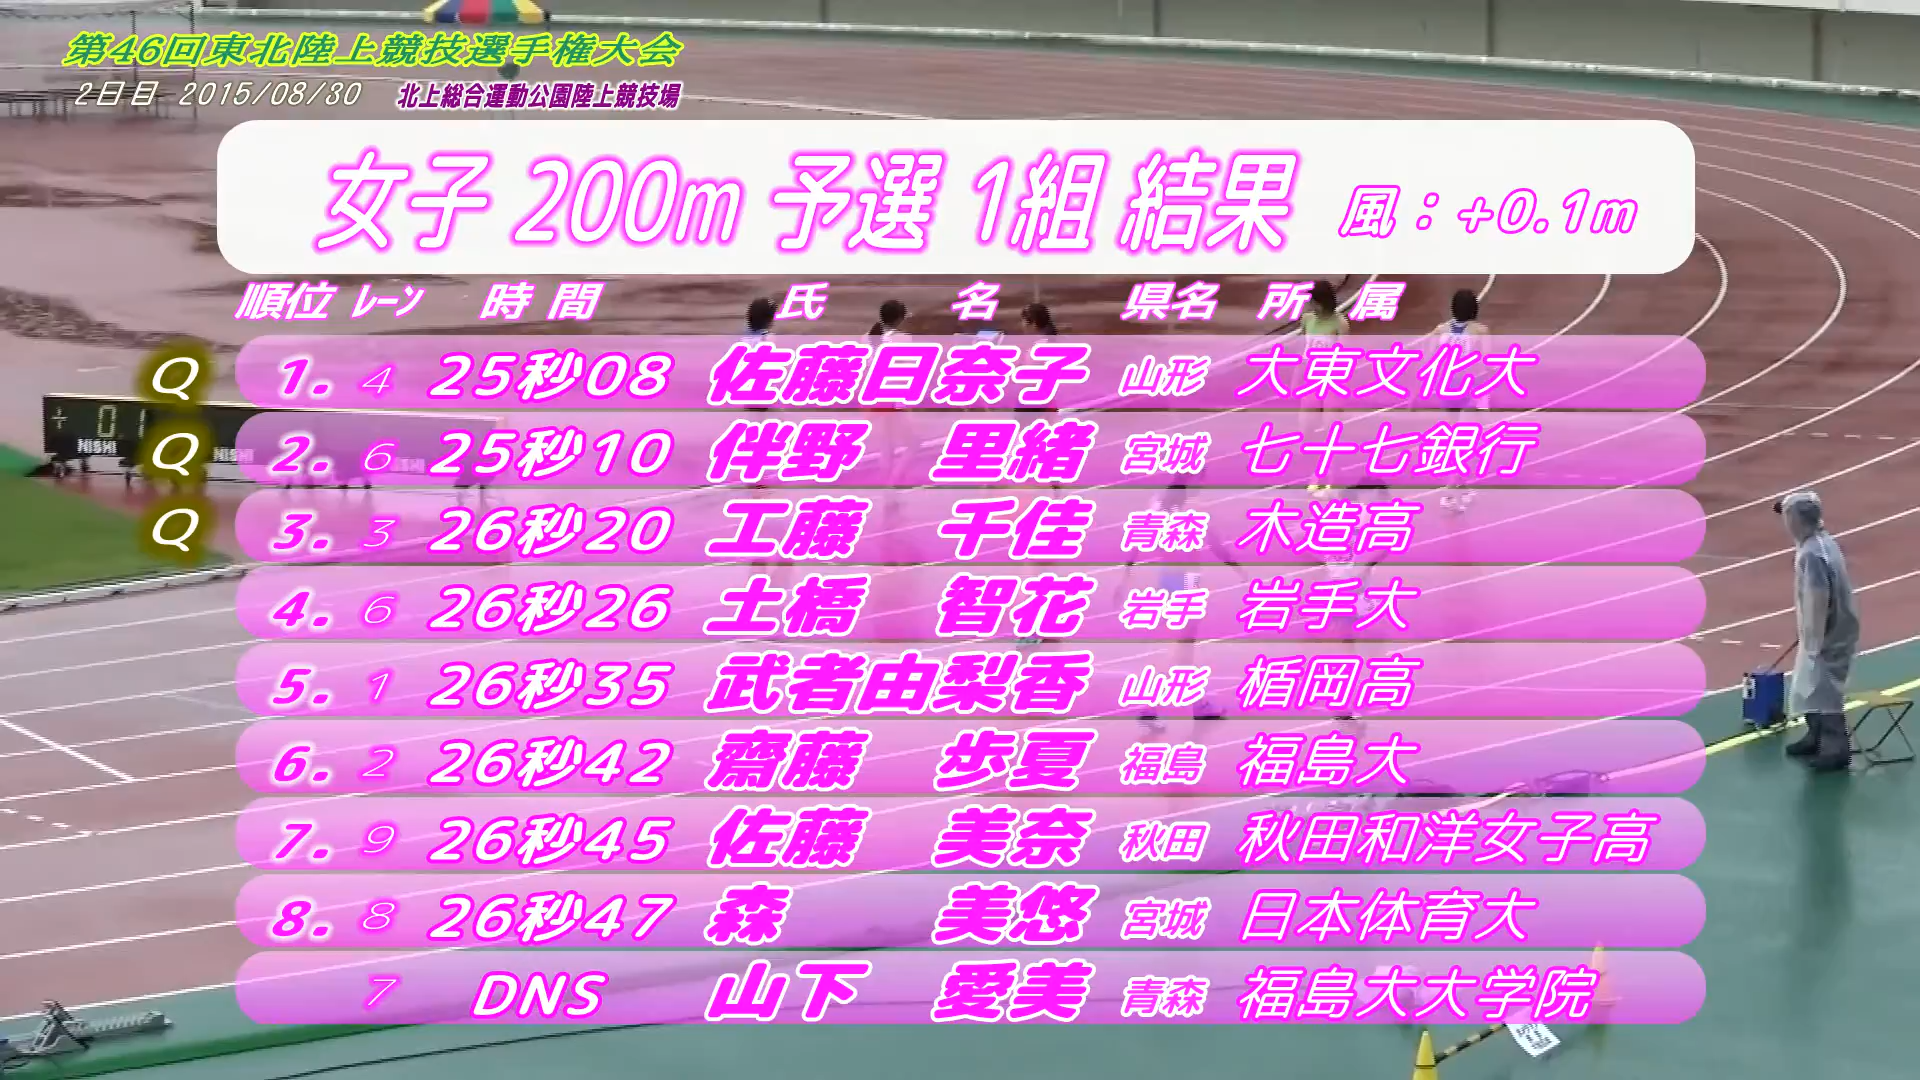 第46回東北陸上競技選手権大会
2日目 2015/08/30 北上総合運動公園陸上競技場
女子 200m 予選 1組 結果 風：+0.1m
順位 ﾚｰﾝ 時間 氏名 県名 所属
Q 1. 4 25秒08 佐藤日奈子 山形 大東文化大
Q 2. 6 25秒10 伴野 里緒 宮城 七十七銀行
Q 3. 3 26秒20 工藤 千佳 青森 木造高
4. 6 26秒26 土橋 智花 岩手 岩手大
5. 1 26秒35 武者由梨香 山形 楯岡高
6. 2 26秒42 齋藤 歩夏 福島 福島大
7. 9 26秒45 佐藤 美奈 秋田 秋田和洋女子高
8. 8 26秒47 森 美悠 宮城 日本体育大
7 DNS 山下 愛美 青森 福島大大学院
+ 0.1
NISHI NISHI NISHI